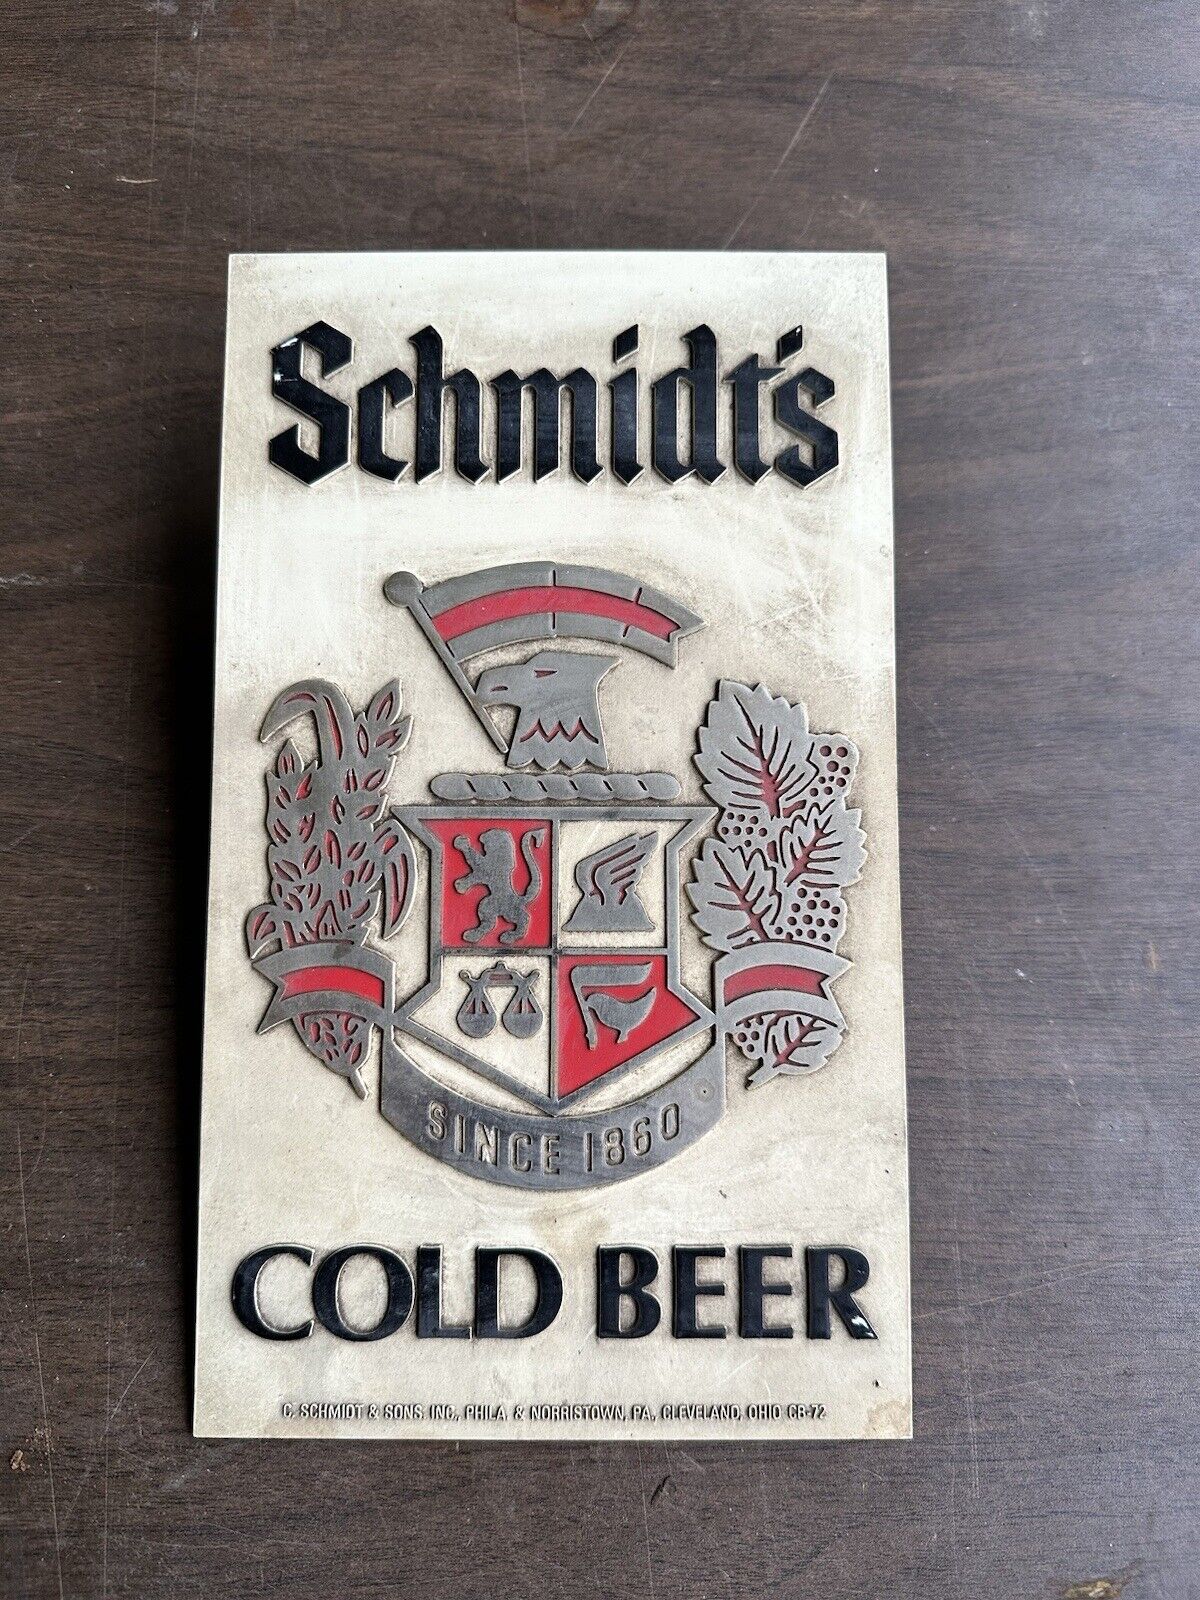 Schmidt's
SINCE 1860
COLD BEER
C. SCHMIDT & SONS, INC., PHILA. & NORRISTOWN, PA., CLEVELAND, OHIO CB-72